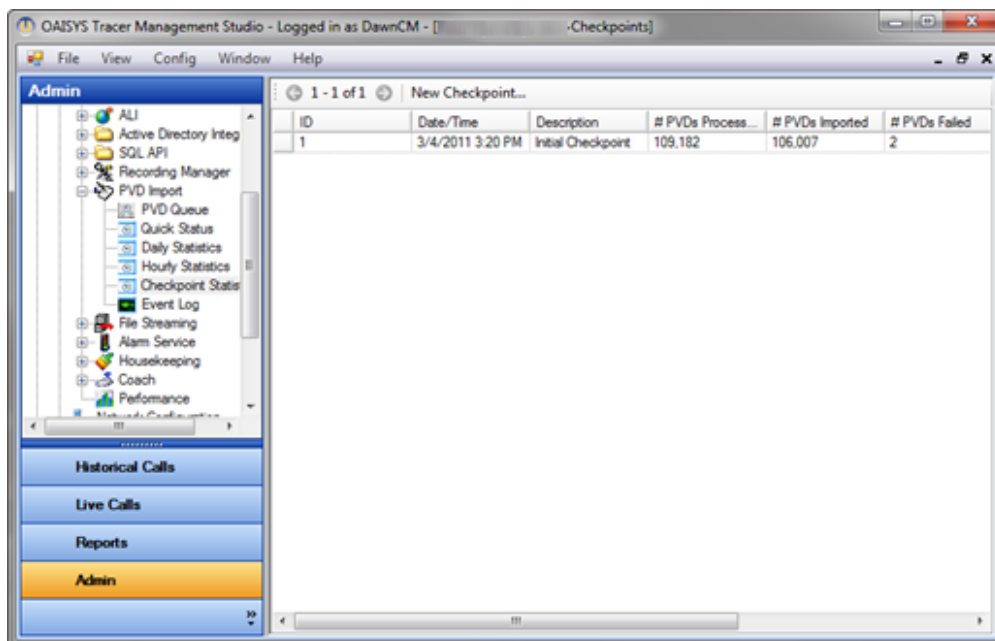 OAISYS Tracer Management Studio - Logged in as DawnCM - [ -Checkpoints]
File View Config Window Help
Admin
1 - 1 of 1 New Checkpoint...
ALI
Active Directory Integ
SQL API
Recording Manager
PVD Import
PVD Queue
Quick Status
Daily Statistics
Hourly Statistics
Checkpoint Statis
Event Log
File Streaming
Alarm Service
Housekeeping
Coach
Performance
Network Configuration
ID Date/Time Description # PVDs Process... # PVDs Imported # PVDs Failed
1 3/4/2011 3:20 PM Initial Checkpoint 109,182 106,007 2
Historical Calls
Live Calls
Reports
Admin